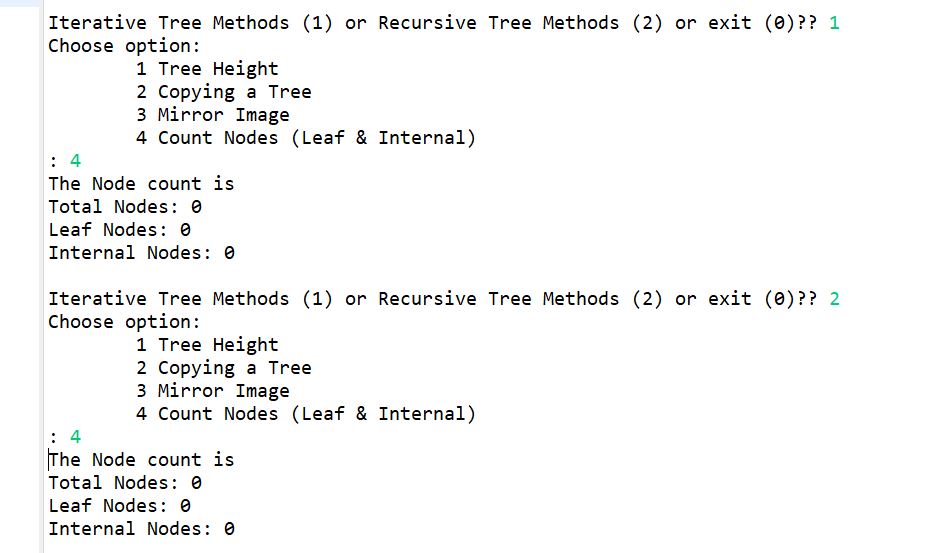 Iterative Tree Methods (1) or Recursive Tree Methods (2) or exit (0)?? 1
Choose option:
1 Tree Height
2 Copying a Tree
3 Mirror Image
4 Count Nodes (Leaf & Internal)
: 4
The Node count is
Total Nodes: 0
Leaf Nodes: 0
Internal Nodes: 0
Iterative Tree Methods (1) or Recursive Tree Methods (2) or exit (0)?? 2
Choose option:
1 Tree Height
2 Copying a Tree
3 Mirror Image
4 Count Nodes (Leaf & Internal)
: 4
The Node count is
Total Nodes: 0
Leaf Nodes: 0
Internal Nodes: 0